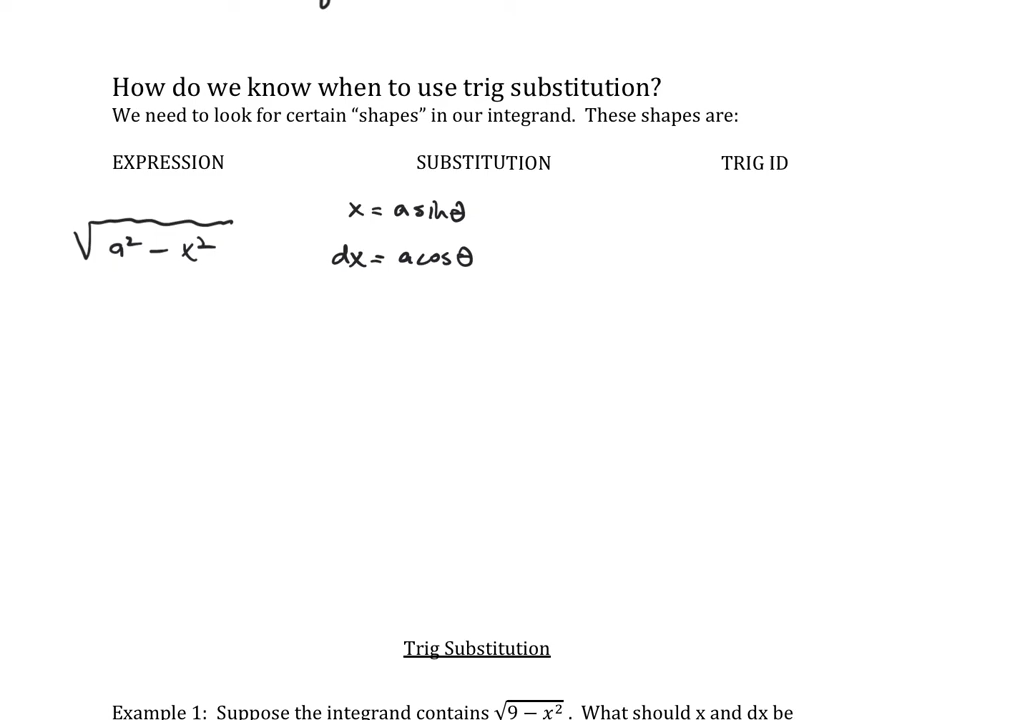 How do we know when to use trig substitution?
We need to look for certain “shapes” in our integrand. These shapes are:
EXPRESSION SUBSTITUTION TRIG ID
x = a sin θ
√(a² − x²)
dx = a cos θ
Trig Substitution
Example 1: Suppose the integrand contains √(9 − x²) . What should x and dx be